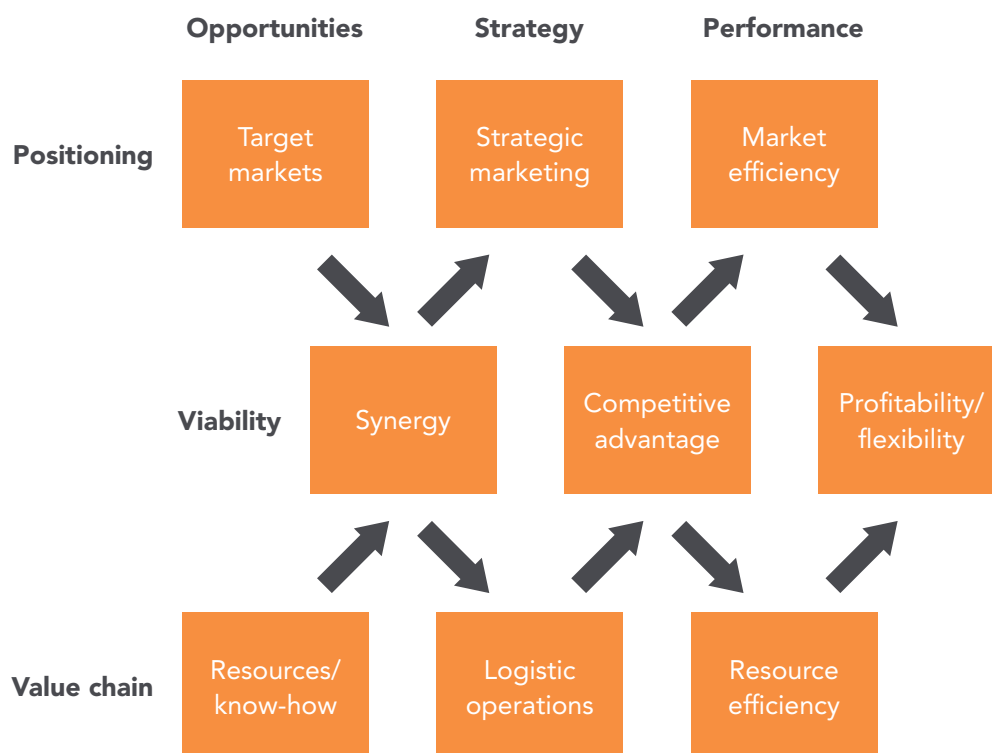 Opportunities
Strategy
Performance
Positioning
Target
markets
Strategic
marketing
Market
efficiency
Viability
Synergy
Competitive
advantage
Profitability/
flexibility
Value chain
Resources/
know-how
Logistic
operations
Resource
efficiency